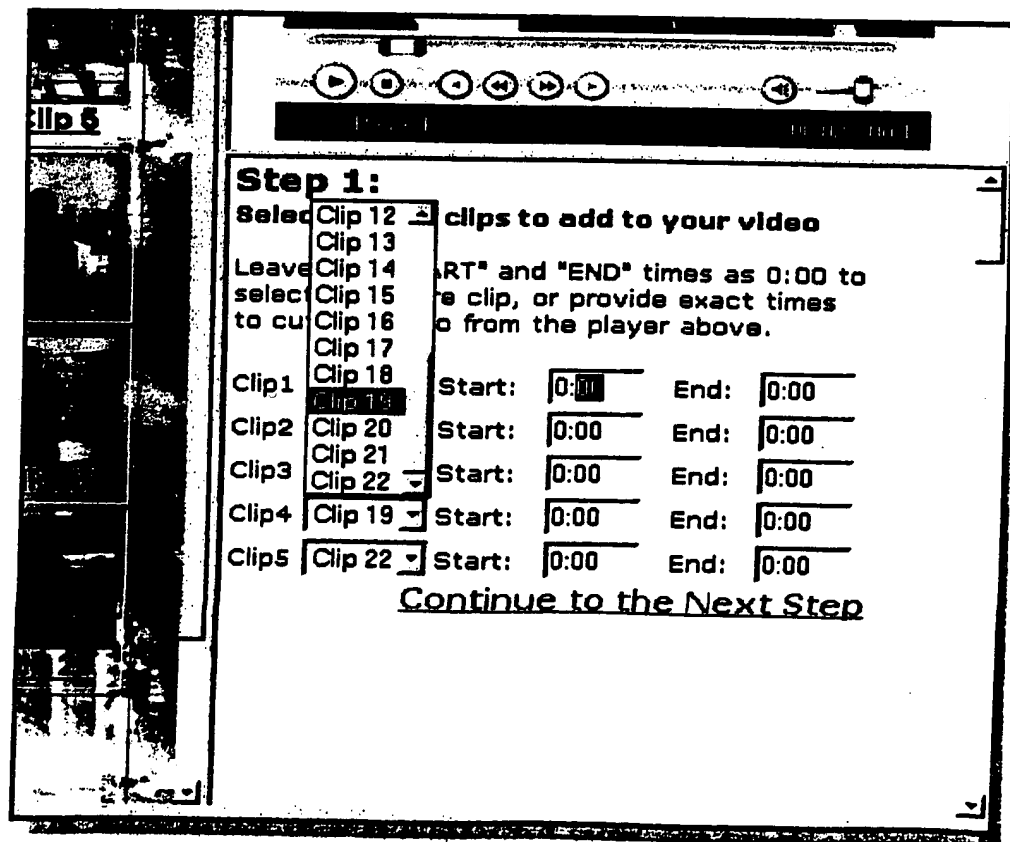 Clip 5
Step 1:
Selec clips to add to your video
Leave ART" and "END" times as 0:00 to
select re clip, or provide exact times
to cu o from the player above.
Clip 12
Clip 13
Clip 14
Clip 15
Clip 16
Clip 17
Clip 18
Clip 19
Clip 20
Clip 21
Clip 22
Clip1 Start: 0:00 End: 0:00
Clip2 Start: 0:00 End: 0:00
Clip3 Start: 0:00 End: 0:00
Clip4 Clip 19 Start: 0:00 End: 0:00
Clip5 Clip 22 Start: 0:00 End: 0:00
Continue to the Next Step